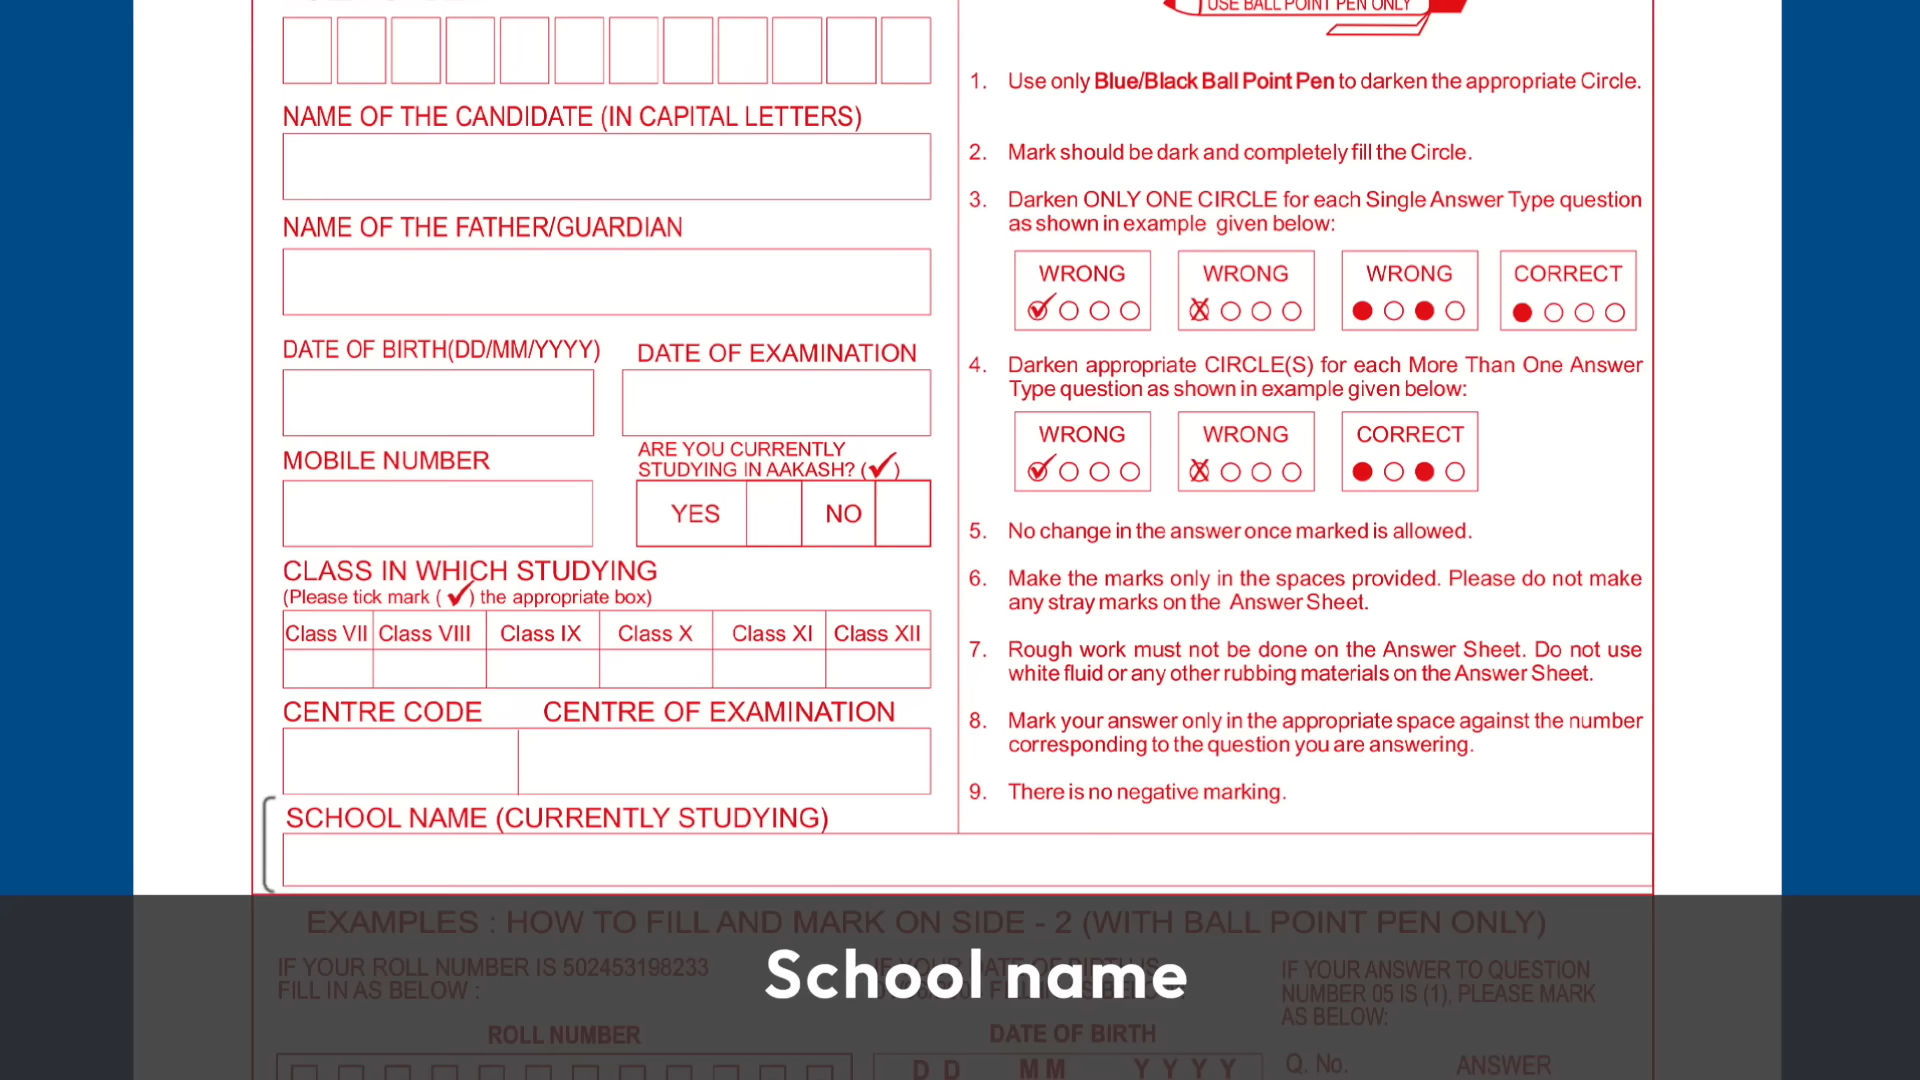 USE BALL POINT PEN ONLY
NAME OF THE CANDIDATE (IN CAPITAL LETTERS)
NAME OF THE FATHER/GUARDIAN
DATE OF BIRTH(DD/MM/YYYY)
DATE OF EXAMINATION
MOBILE NUMBER
ARE YOU CURRENTLY
STUDYING IN AAKASH? (✓)
YES
NO
CLASS IN WHICH STUDYING
(Please tick mark (✓) the appropriate box)
Class VII Class VIII Class IX Class X Class XI Class XII
CENTRE CODE
CENTRE OF EXAMINATION
SCHOOL NAME (CURRENTLY STUDYING)
1. Use only Blue/Black Ball Point Pen to darken the appropriate Circle.
2. Mark should be dark and completely fill the Circle.
3. Darken ONLY ONE CIRCLE for each Single Answer Type question
as shown in example given below:
WRONG WRONG WRONG CORRECT
4. Darken appropriate CIRCLE(S) for each More Than One Answer
Type question as shown in example given below:
WRONG WRONG CORRECT
5. No change in the answer once marked is allowed.
6. Make the marks only in the spaces provided. Please do not make
any stray marks on the Answer Sheet.
7. Rough work must not be done on the Answer Sheet. Do not use
white fluid or any other rubbing materials on the Answer Sheet.
8. Mark your answer only in the appropriate space against the number
corresponding to the question you are answering.
9. There is no negative marking.
EXAMPLES : HOW TO FILL AND MARK ON SIDE - 2 (WITH BALL POINT PEN ONLY)
IF YOUR ROLL NUMBER IS 502453198233
FILL IN AS BELOW :
ROLL NUMBER
School name
DATE OF BIRTH
D D M M Y Y Y Y
IF YOUR ANSWER TO QUESTION
NUMBER 05 IS (1), PLEASE MARK
AS BELOW:
Q. No. ANSWER